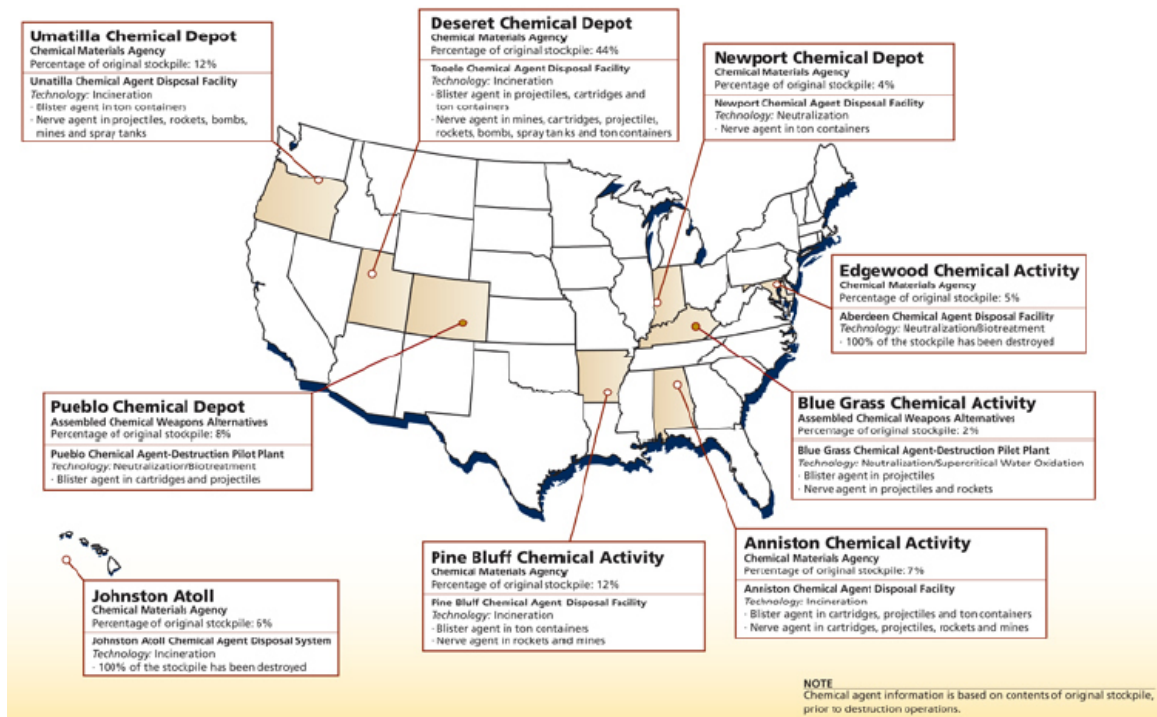 Umatilla Chemical Depot
Chemical Materials Agency
Percentage of original stockpile: 12%
Umatilla Chemical Agent Disposal Facility
Technology: Incineration
· Blister agent in ton containers
· Nerve agent in projectiles, rockets, bombs,
mines and spray tanks
Deseret Chemical Depot
Chemical Materials Agency
Percentage of original stockpile: 44%
Tooele Chemical Agent Disposal Facility
Technology: Incineration
· Blister agent in projectiles, cartridges and
ton containers
· Nerve agent in mines, cartridges, projectiles,
rockets, bombs, spray tanks and ton containers
Newport Chemical Depot
Chemical Materials Agency
Percentage of original stockpile: 4%
Newport Chemical Agent Disposal Facility
Technology: Neutralization
· Nerve agent in ton containers
Edgewood Chemical Activity
Chemical Materials Agency
Percentage of original stockpile: 5%
Aberdeen Chemical Agent Disposal Facility
Technology: Neutralization/Biotreatment
· 100% of the stockpile has been destroyed
Pueblo Chemical Depot
Assembled Chemical Weapons Alternatives
Percentage of original stockpile: 8%
Pueblo Chemical Agent-Destruction Pilot Plant
Technology: Neutralization/Biotreatment
· Blister agent in cartridges and projectiles
Blue Grass Chemical Activity
Assembled Chemical Weapons Alternatives
Percentage of original stockpile: 2%
Blue Grass Chemical Agent-Destruction Pilot Plant
Technology: Neutralization/Supercritical Water Oxidation
· Blister agent in projectiles
· Nerve agent in projectiles and rockets
Johnston Atoll
Chemical Materials Agency
Percentage of original stockpile: 6%
Johnston Atoll Chemical Agent Disposal System
Technology: Incineration
· 100% of the stockpile has been destroyed
Pine Bluff Chemical Activity
Chemical Materials Agency
Percentage of original stockpile: 12%
Pine Bluff Chemical Agent Disposal Facility
Technology: Incineration
· Blister agent in ton containers
· Nerve agent in rockets and mines
Anniston Chemical Activity
Chemical Materials Agency
Percentage of original stockpile: 7%
Anniston Chemical Agent Disposal Facility
Technology: Incineration
· Blister agent in cartridges, projectiles and ton containers
· Nerve agent in cartridges, projectiles, rockets and mines
NOTE
Chemical agent information is based on contents of original stockpile,
prior to destruction operations.